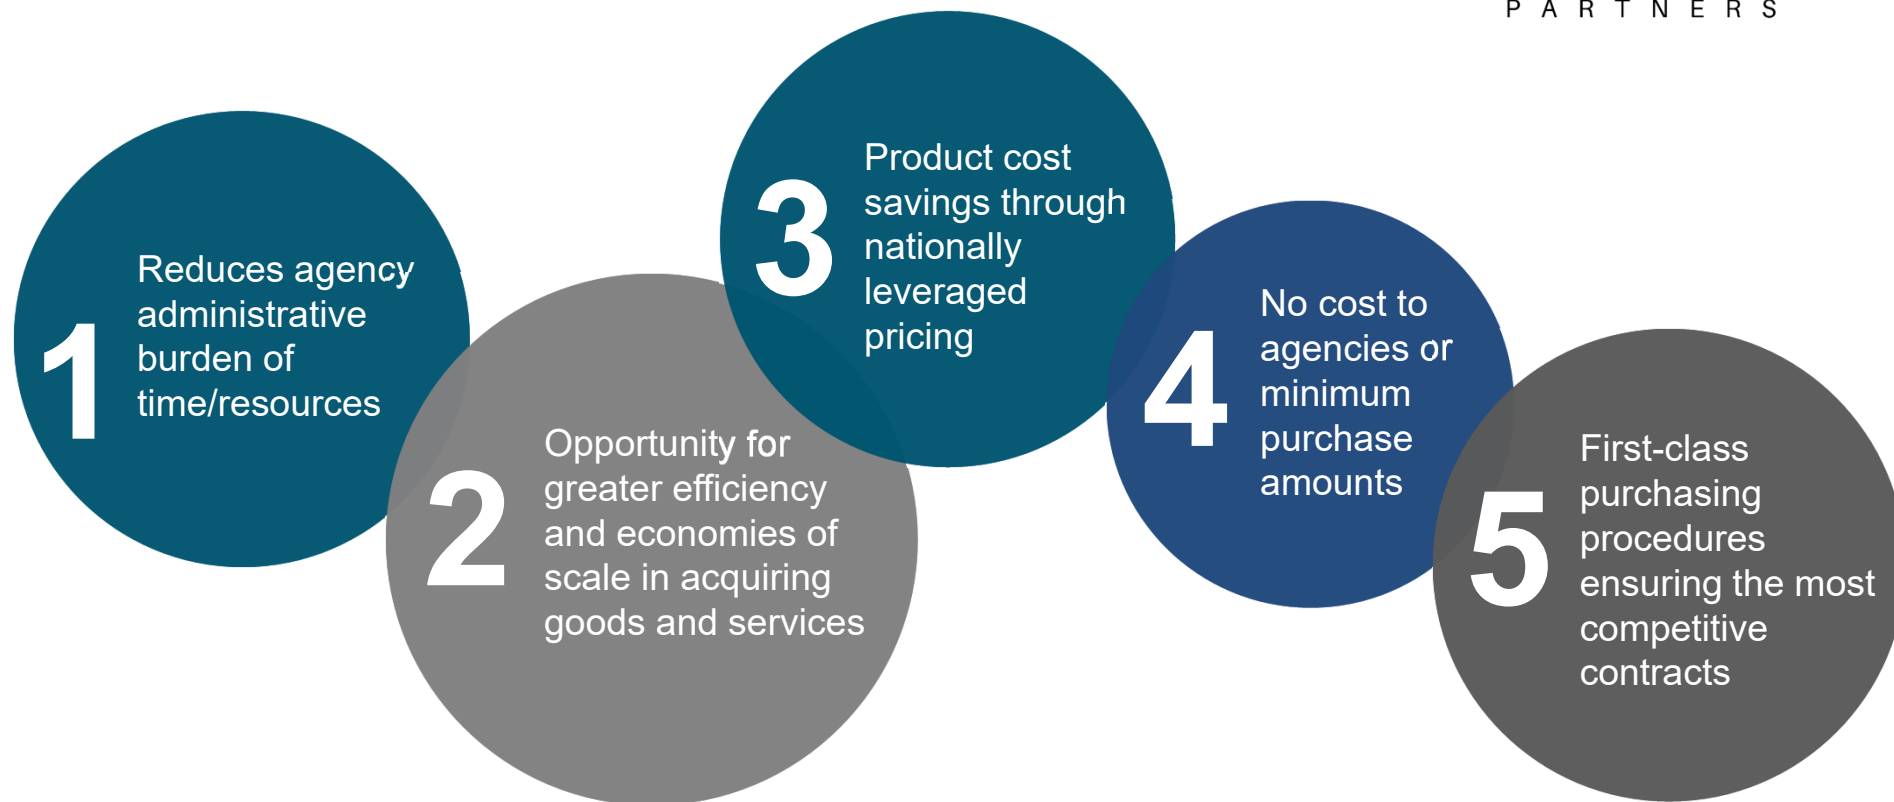 PARTNERS
1
Reduces agency
administrative
burden of
time/resources
2
Opportunity for
greater efficiency
and economies of
scale in acquiring
goods and services
3
Product cost
savings through
nationally
leveraged
pricing
4
No cost to
agencies or
minimum
purchase
amounts
5
First-class
purchasing
procedures
ensuring the most
competitive
contracts